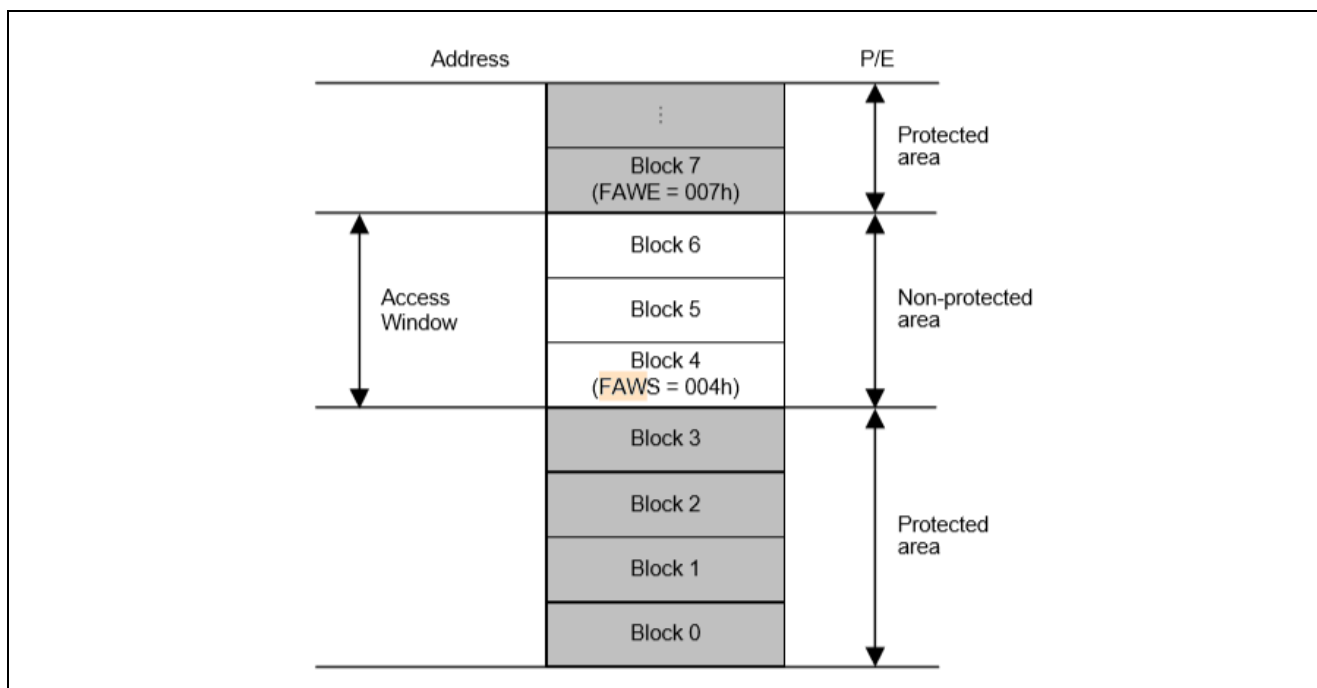 Address P/E
⋮
Protected
area
Block 7
(FAWE = 007h)
Block 6
Access
Window
Block 5
Non-protected
area
Block 4
(FAWS = 004h)
Block 3
Block 2
Protected
area
Block 1
Block 0